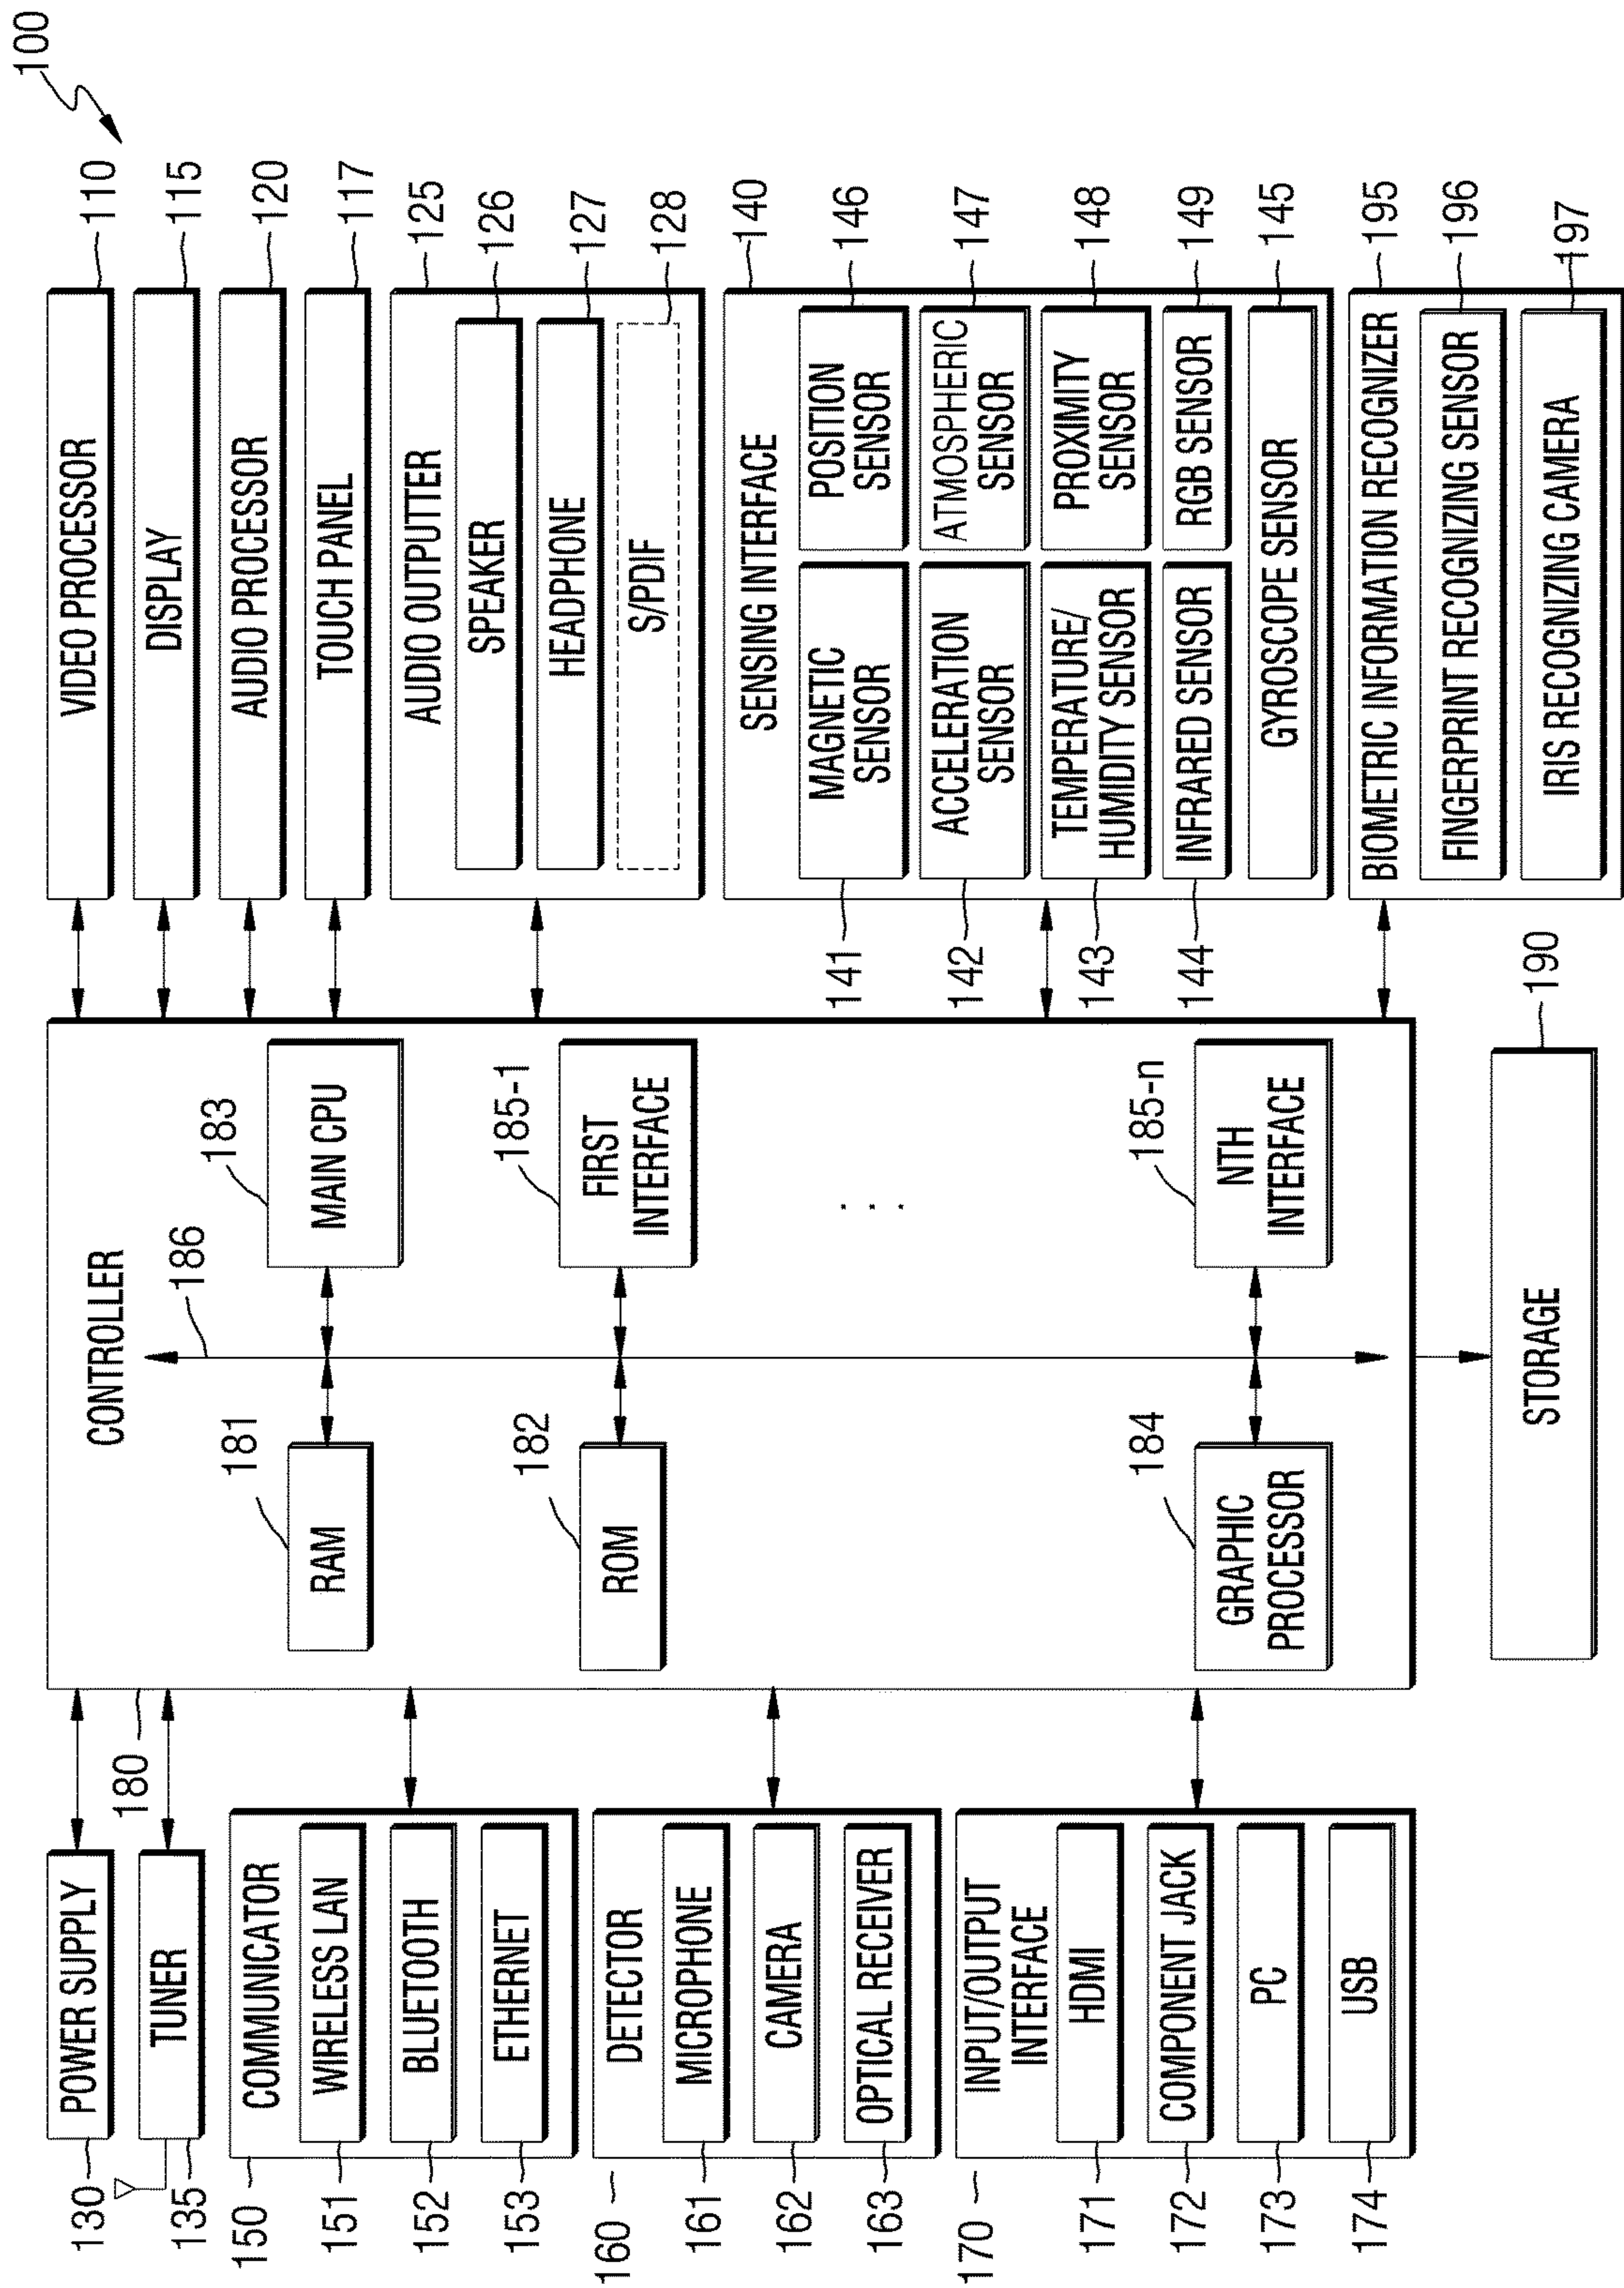 100
130
POWER SUPPLY
135
TUNER
150
COMMUNICATOR
151
WIRELESS LAN
152
BLUETOOTH
153
ETHERNET
160
DETECTOR
161
MICROPHONE
162
CAMERA
163
OPTICAL RECEIVER
170
INPUT/OUTPUT
INTERFACE
171
HDMI
172
COMPONENT JACK
173
PC
174
USB
180
CONTROLLER
186
181
RAM
183
MAIN CPU
182
ROM
185-1
FIRST
INTERFACE
. . .
184
GRAPHIC
PROCESSOR
185-n
NTH
INTERFACE
STORAGE
190
VIDEO PROCESSOR
110
DISPLAY
115
AUDIO PROCESSOR
120
TOUCH PANEL
117
AUDIO OUTPUTTER
125
SPEAKER
126
HEADPHONE
127
S/PDIF
128
SENSING INTERFACE
140
141
MAGNETIC
SENSOR
POSITION
SENSOR
146
142
ACCELERATION
SENSOR
ATMOSPHERIC
SENSOR
147
143
TEMPERATURE/
HUMIDITY SENSOR
PROXIMITY
SENSOR
148
144
INFRARED SENSOR
RGB SENSOR
149
GYROSCOPE SENSOR
145
BIOMETRIC INFORMATION RECOGNIZER
195
FINGERPRINT RECOGNIZING SENSOR
196
IRIS RECOGNIZING CAMERA
197